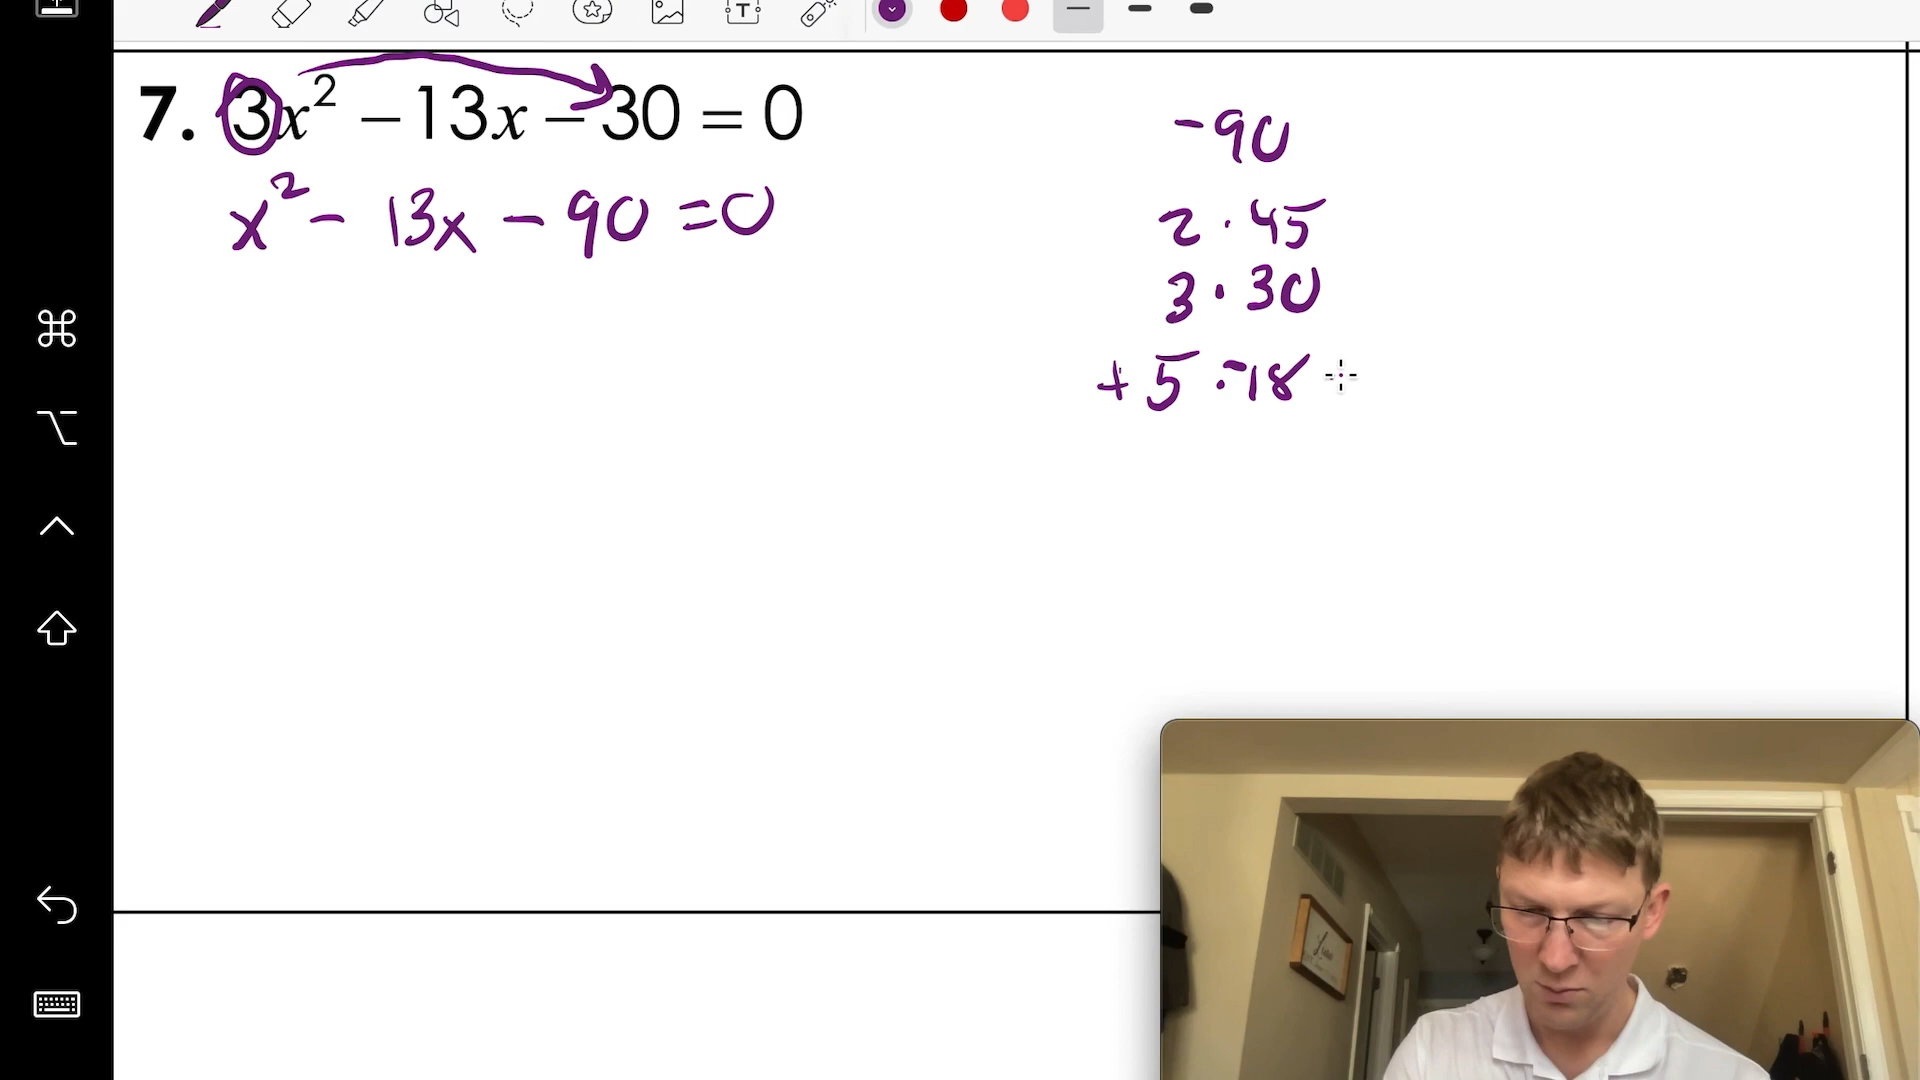 7. 3x² − 13x − 30 = 0
x² - 13x - 90 = 0
-90
2 · 45
3 · 30
+ 5 · -18